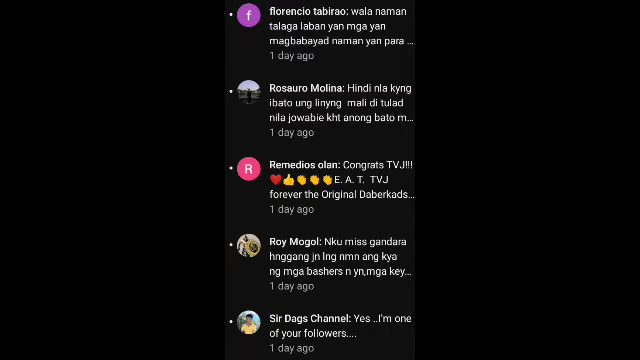 florencio tabirao: wala naman
talaga laban yan mga yan
magbabayad naman yan para ...
1 day ago
Rosauro Molina: Hindi nla kyng
ibato ung linyng mali di tulad
nila jowabie kht anong bato m...
1 day ago
R
Remedios olan: Congrats TVJ!!!
❤️👍👏👏👏E. A. T. TVJ
forever the Original Daberkads...
1 day ago
Roy Mogol: Nku miss gandara
hnggang jn lng nmn ang kya
ng mga bashers n yn,mga key...
1 day ago
Sir Dags Channel: Yes ..I'm one
of your followers....
1 day ago